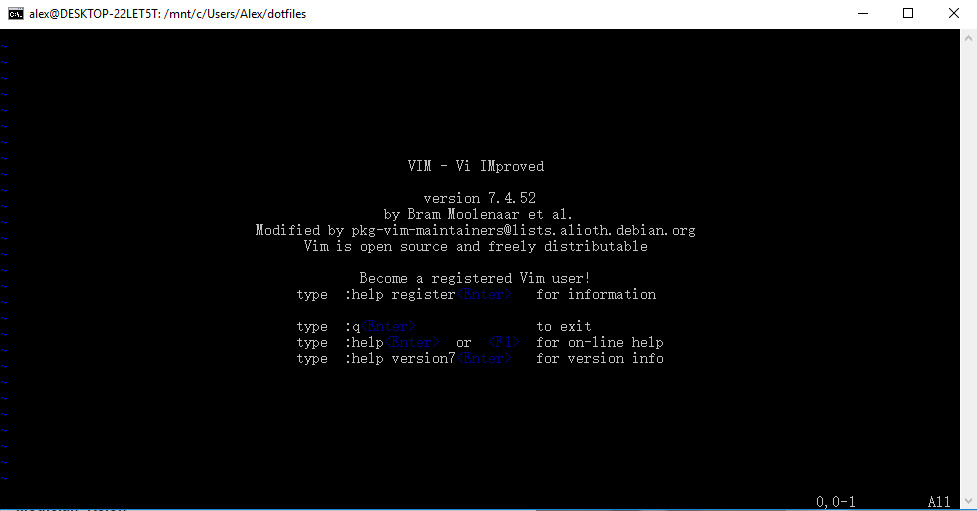 alex@DESKTOP-22LET5T: /mnt/c/Users/Alex/dotfiles
VIM - Vi IMproved
version 7.4.52
by Bram Moolenaar et al.
Modified by pkg-vim-maintainers@lists.alioth.debian.org
Vim is open source and freely distributable
Become a registered Vim user!
type :help register<Enter> for information
type :q<Enter> to exit
type :help<Enter> or <F1> for on-line help
type :help version7<Enter> for version info
0,0-1 All